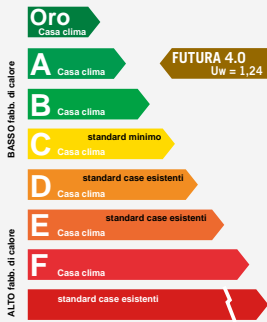 Oro
Casa clima
A Casa clima
FUTURA 4.0
Uw = 1,24
B Casa clima
C standard minimo
Casa clima
D standard case esistenti
Casa clima
E standard case esistenti
Casa clima
F Casa clima
standard case esistenti
BASSO fabb. di calore
ALTO fabb. di calore